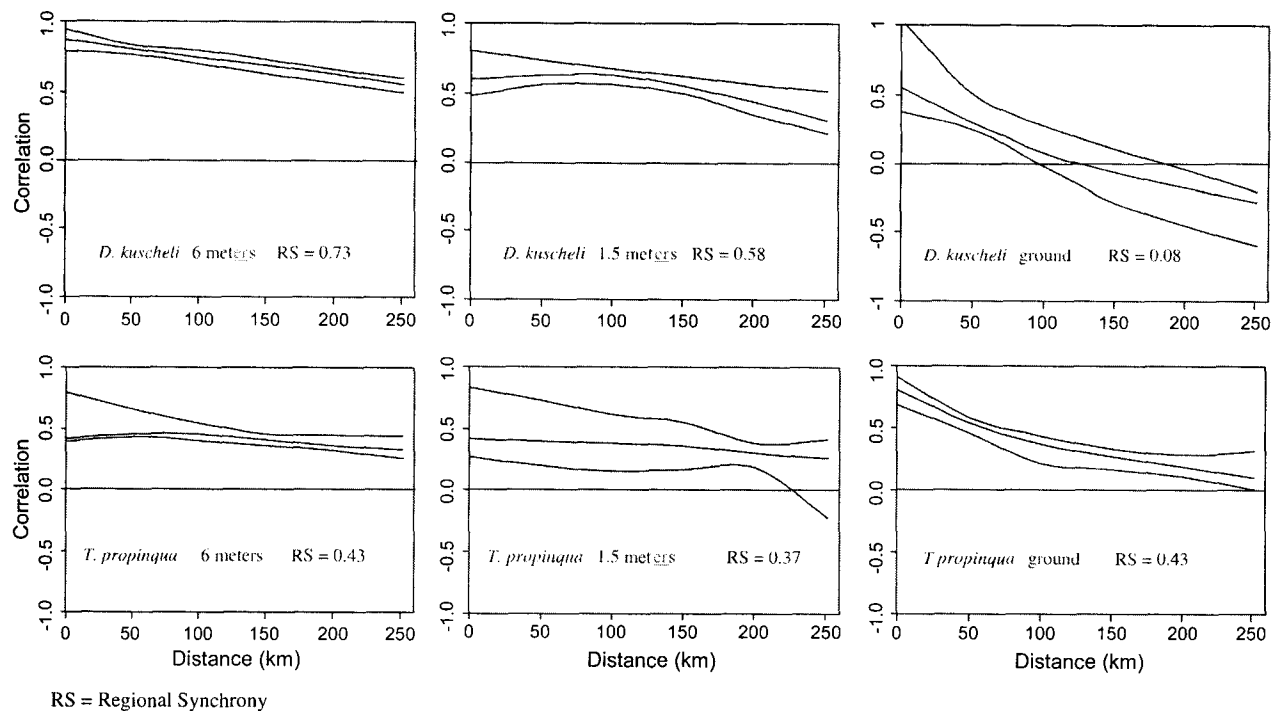 Correlation
1.0
0.5
0.0
-0.5
-1.0
D. kuscheli 6 meters RS = 0.73
0 50 100 150 200 250
1.0
0.5
0.0
-0.5
-1.0
D. kuscheli 1.5 meters RS = 0.58
0 50 100 150 200 250
1
0.5
0.0
-0.5
-1
D. kuscheli ground RS = 0.08
0 50 100 150 200 250
Correlation
1.0
0.5
0.0
-0.5
-1.0
T. propinqua 6 meters RS = 0.43
0 50 100 150 200 250
Distance (km)
1.0
0.5
0.0
-0.5
-1.0
T. propinqua 1.5 meters RS = 0.37
0 50 100 150 200 250
Distance (km)
1.0
0.5
0.0
-0.5
-1.0
T propinqua ground RS = 0.43
0 50 100 150 200 250
Distance (km)
RS = Regional Synchrony